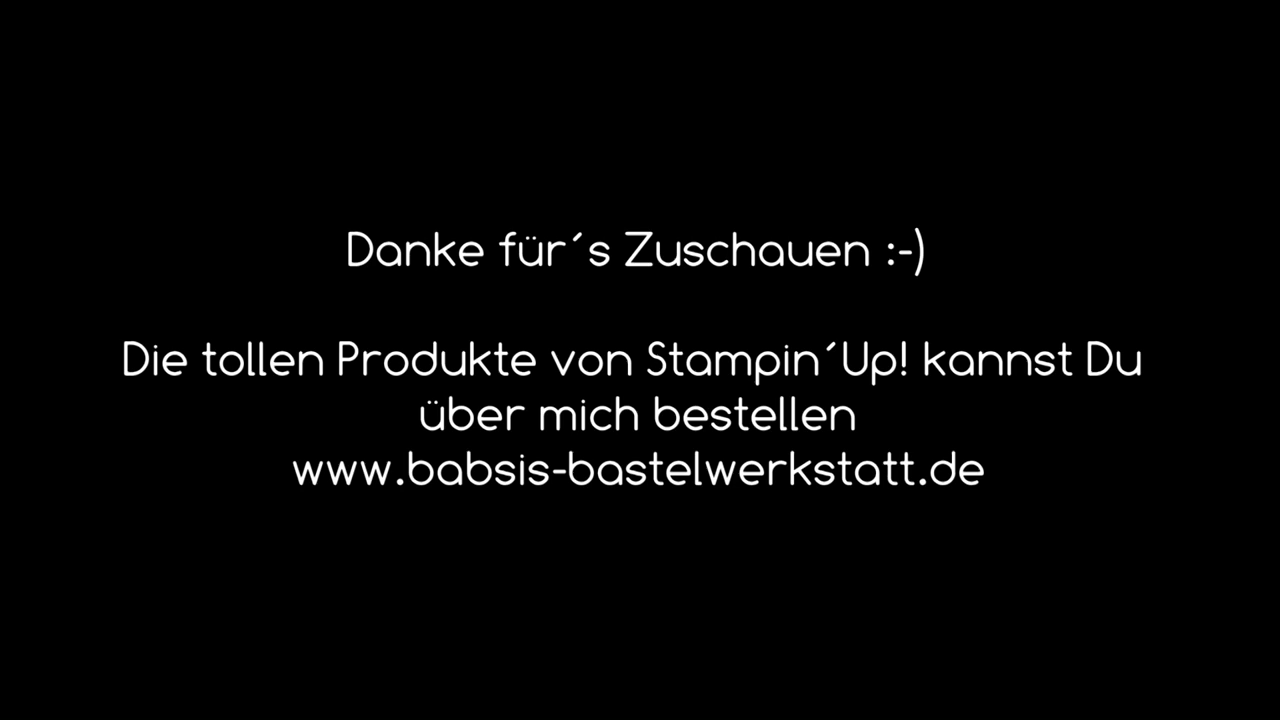 Danke für´s Zuschauen :-)
Die tollen Produkte von Stampin´Up! kannst Du
über mich bestellen
www.babsis-bastelwerkstatt.de